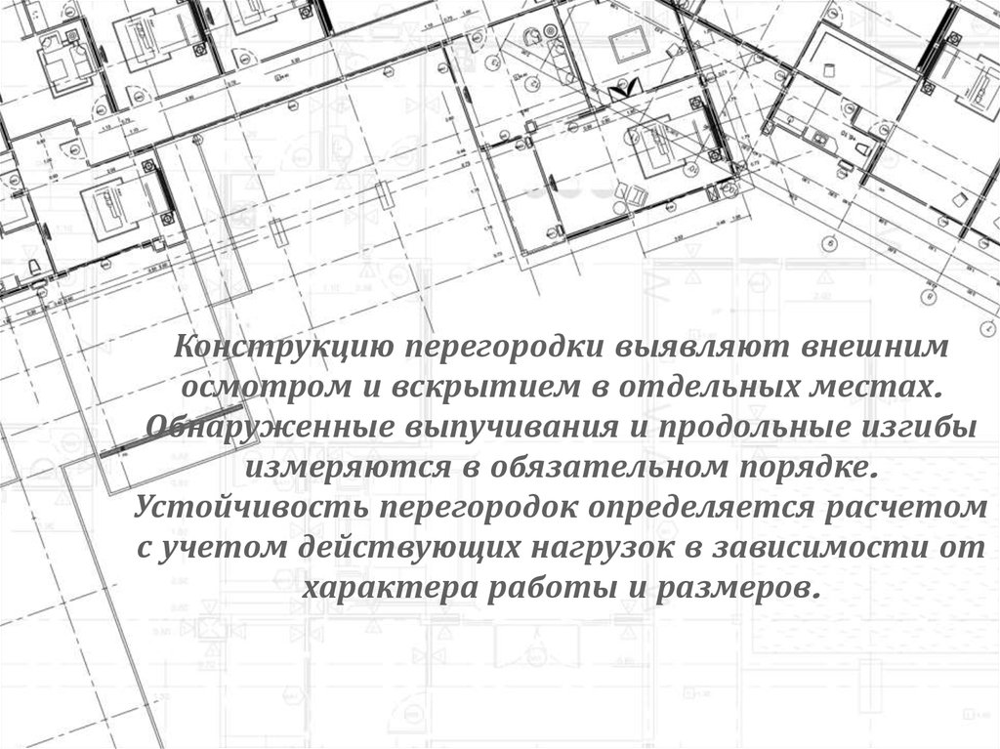 Конструкцию перегородки выявляют внешним
осмотром и вскрытием в отдельных местах.
Обнаруженные выпучивания и продольные изгибы
измеряются в обязательном порядке.
Устойчивость перегородок определяется расчетом
с учетом действующих нагрузок в зависимости от
характера работы и размеров.